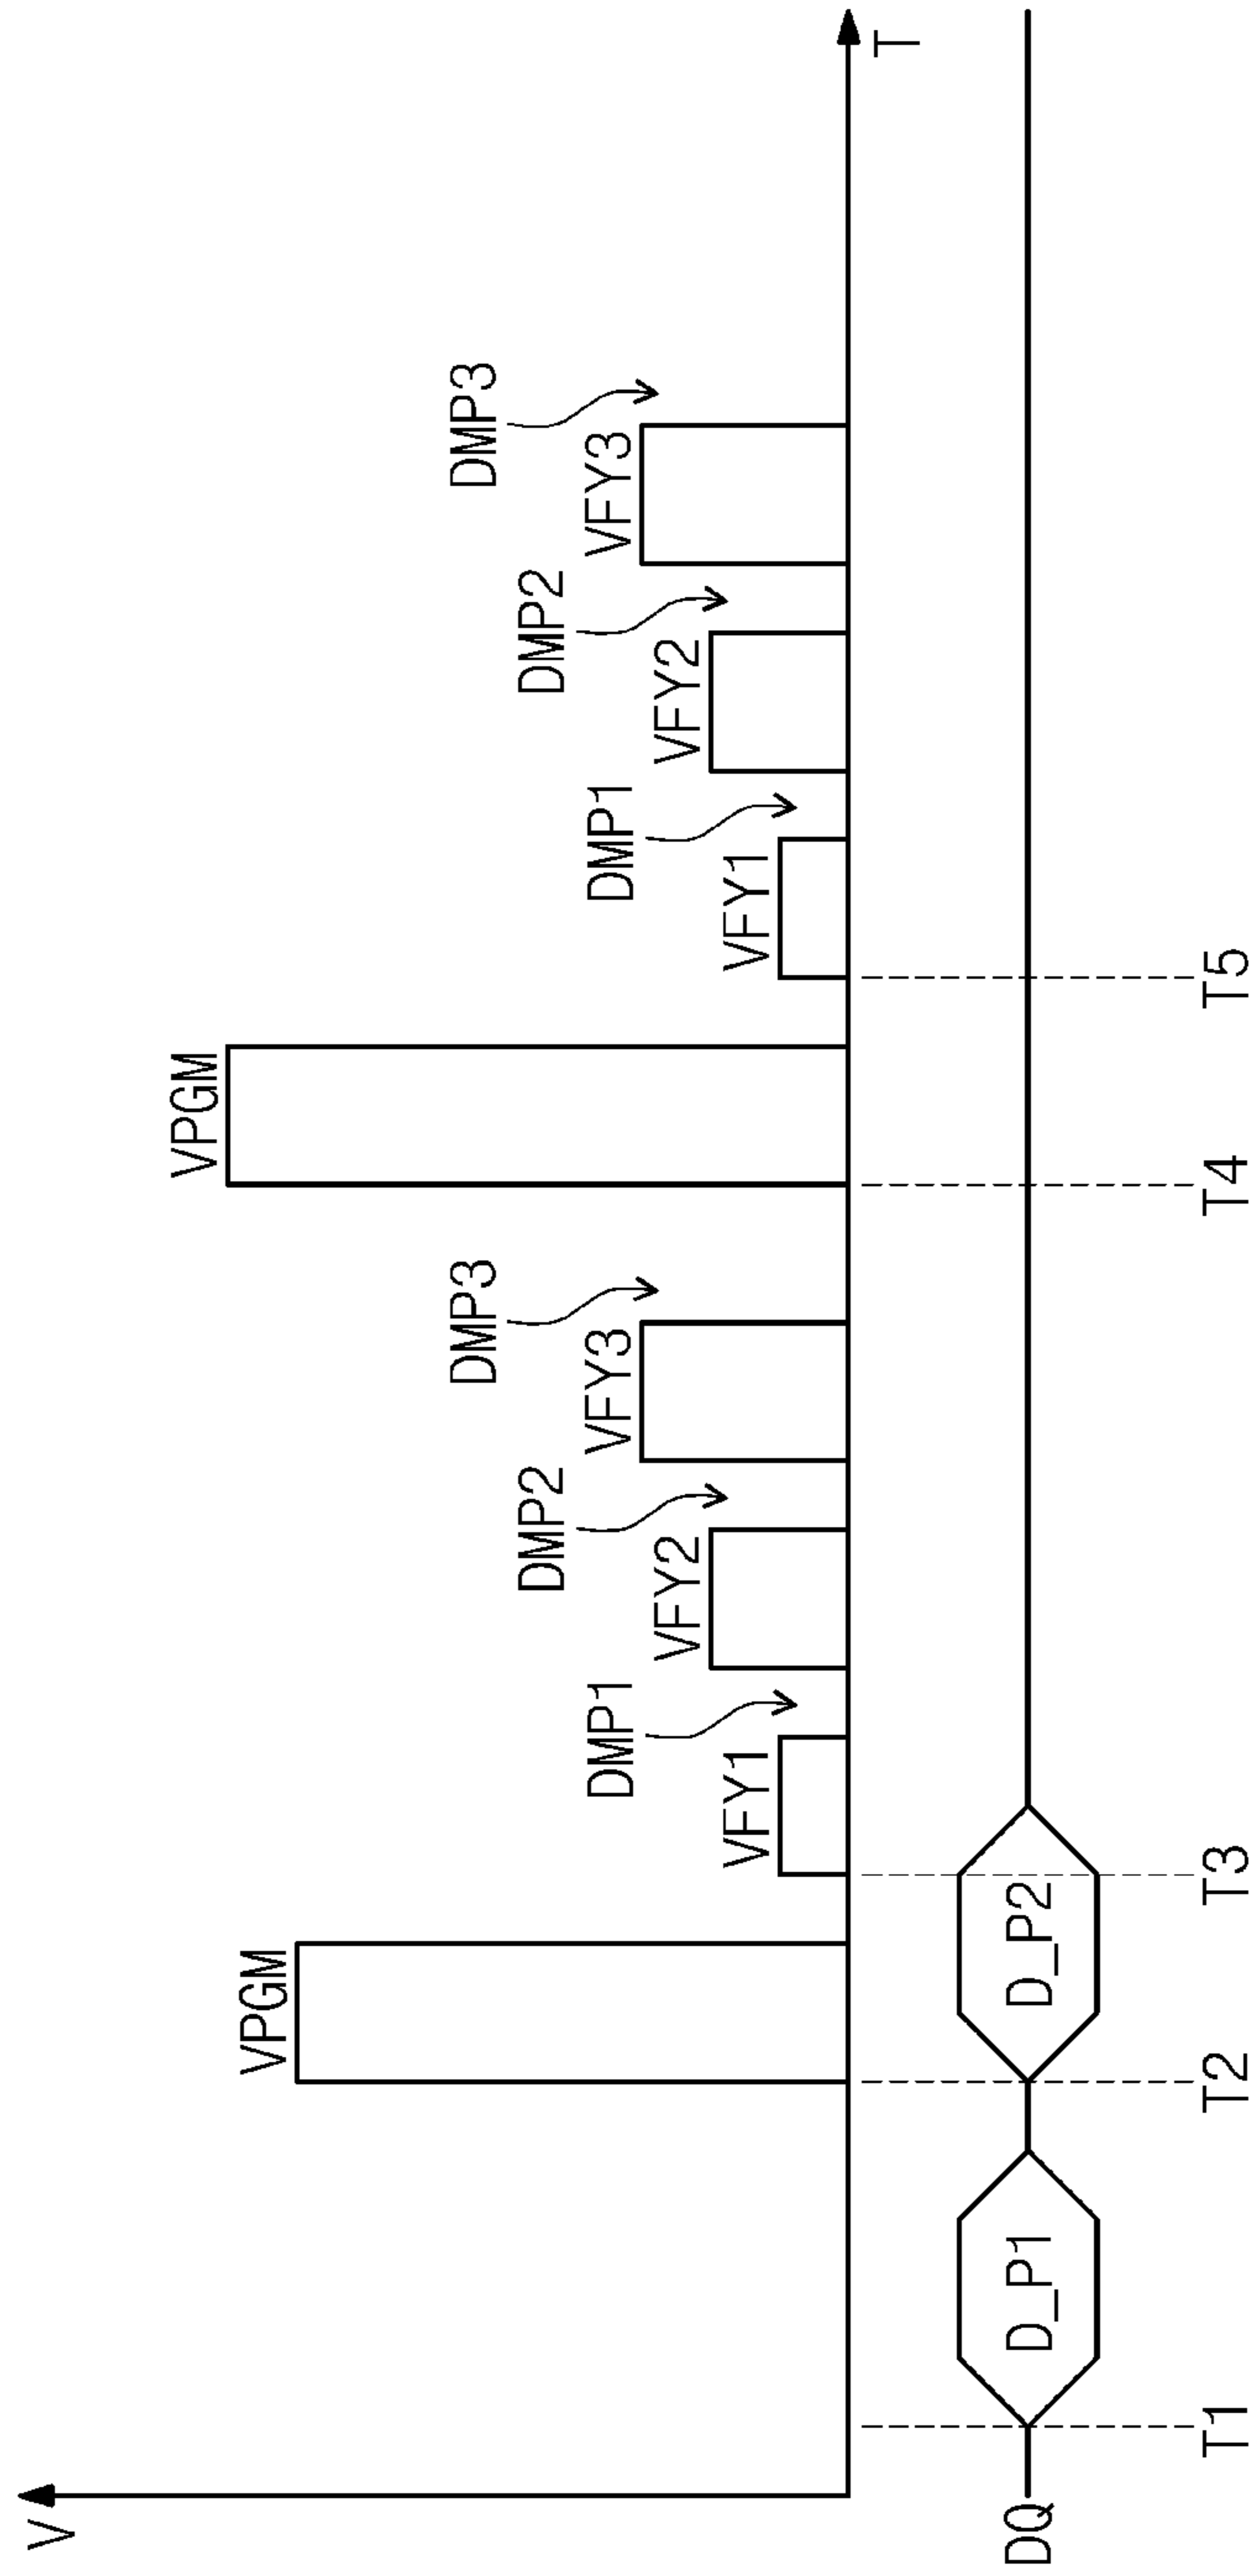 V
VPGM
VPGM
DMP3
DMP3
DMP2
VFY3
DMP2
VFY3
DMP1
VFY2
DMP1
VFY2
VFY1
VFY1
T
DQ
D_P1
D_P2
T1
T2
T3
T4
T5